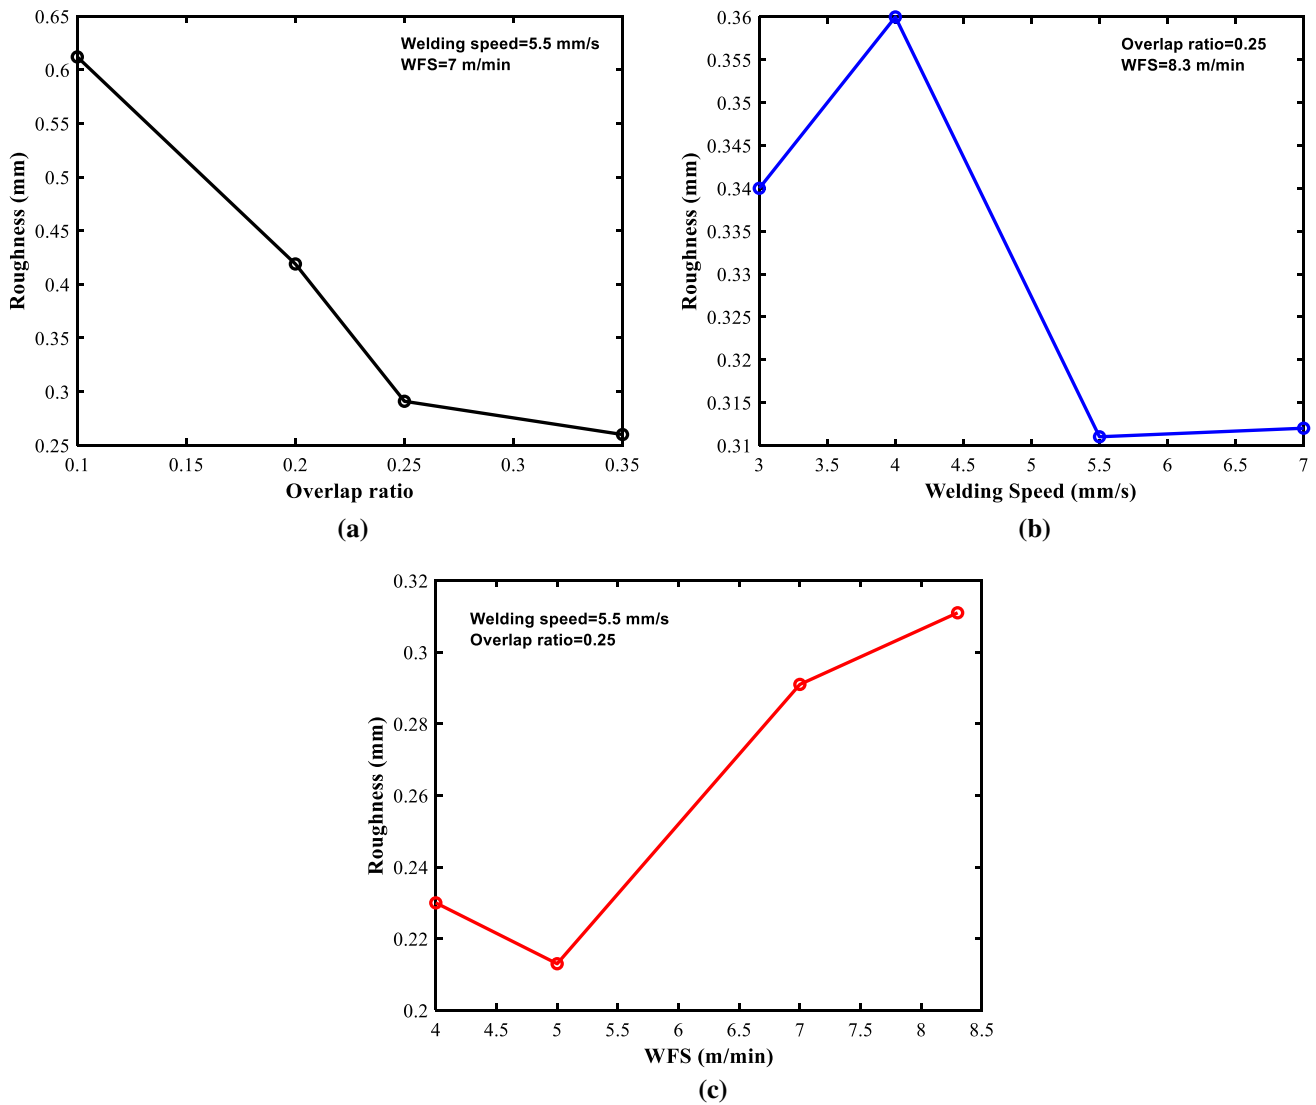 0.65
0.6
0.55
0.5
0.45
0.4
0.35
0.3
0.25
Roughness (mm)
Welding speed=5.5 mm/s
WFS=7 m/min
0.1 0.15 0.2 0.25 0.3 0.35
Overlap ratio
(a)
0.36
0.355
0.35
0.345
0.34
0.335
0.33
0.325
0.32
0.315
0.31
Roughness (mm)
Overlap ratio=0.25
WFS=8.3 m/min
3 3.5 4 4.5 5 5.5 6 6.5 7
Welding Speed (mm/s)
(b)
0.32
0.3
0.28
0.26
0.24
0.22
0.2
Roughness (mm)
Welding speed=5.5 mm/s
Overlap ratio=0.25
4 4.5 5 5.5 6 6.5 7 7.5 8 8.5
WFS (m/min)
(c)